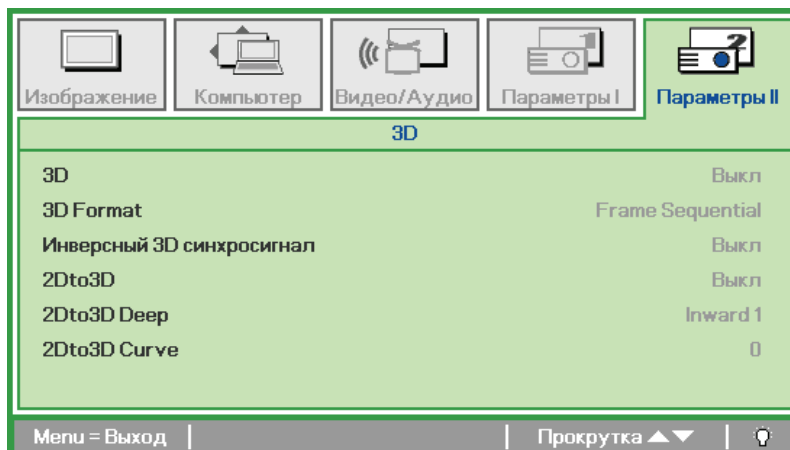 Изображение
Компьютер
Видео/Аудио
Параметры I
Параметры II
3D
3D Выкл
3D Format Frame Sequential
Инверсный 3D синхросигнал Выкл
2Dto3D Выкл
2Dto3D Deep Inward 1
2Dto3D Curve 0
Menu = Выход Прокрутка ▲▼